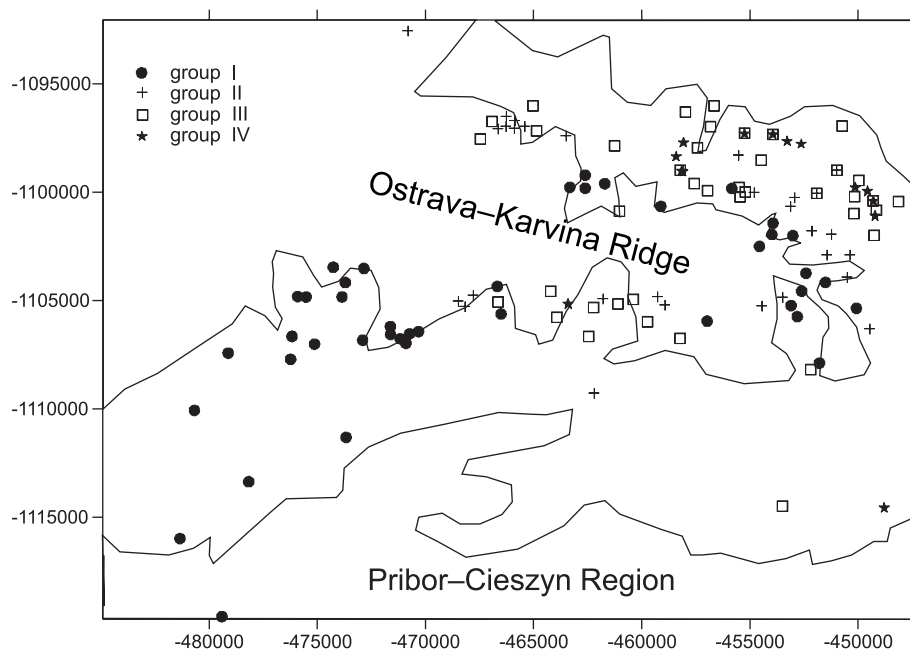 -1095000
-1100000
-1105000
-1110000
-1115000
group I
group II
group III
group IV
Ostrava–Karvina Ridge
Pribor–Cieszyn Region
-480000 -475000 -470000 -465000 -460000 -455000 -450000